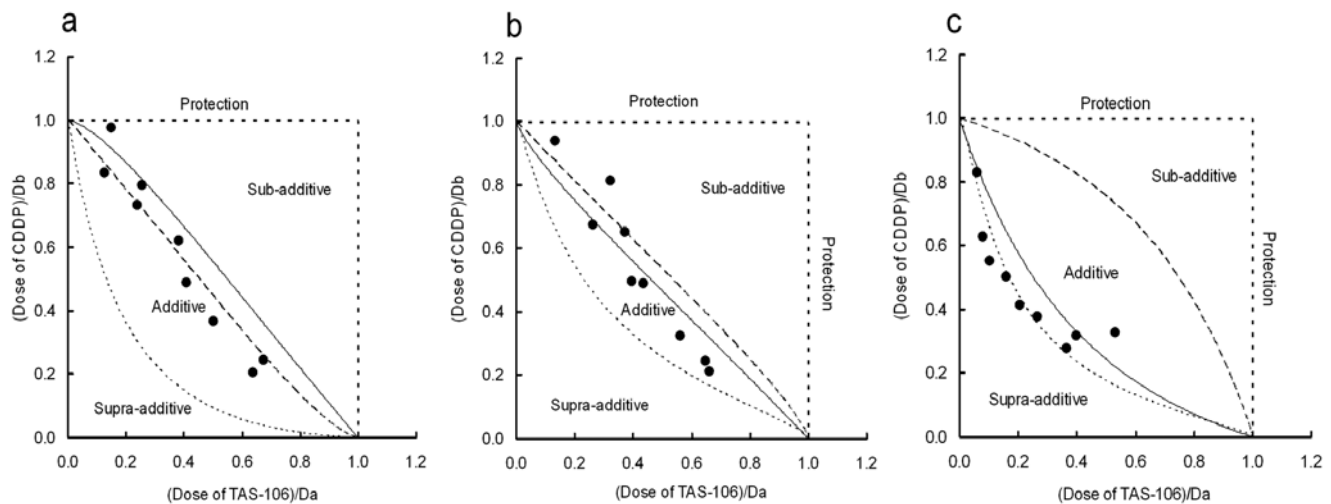 a
1.2
1.0
0.8
0.6
0.4
0.2
0.0
(Dose of CDDP)/Db
Protection
Sub-additive
Additive
Supra-additive
0.0 0.2 0.4 0.6 0.8 1.0 1.2
(Dose of TAS-106)/Da
b
1.2
1.0
0.8
0.6
0.4
0.2
0.0
(Dose of CDDP)/Db
Protection
Sub-additive
Protection
Additive
Supra-additive
0.0 0.2 0.4 0.6 0.8 1.0 1.2
(Dose of TAS-106)/Da
c
1.2
1.0
0.8
0.6
0.4
0.2
0.0
(Dose of CDDP)/Db
Protection
Sub-additive
Protection
Additive
Supra-additive
0.0 0.2 0.4 0.6 0.8 1.0 1.2
(Dose of TAS-106)/Da